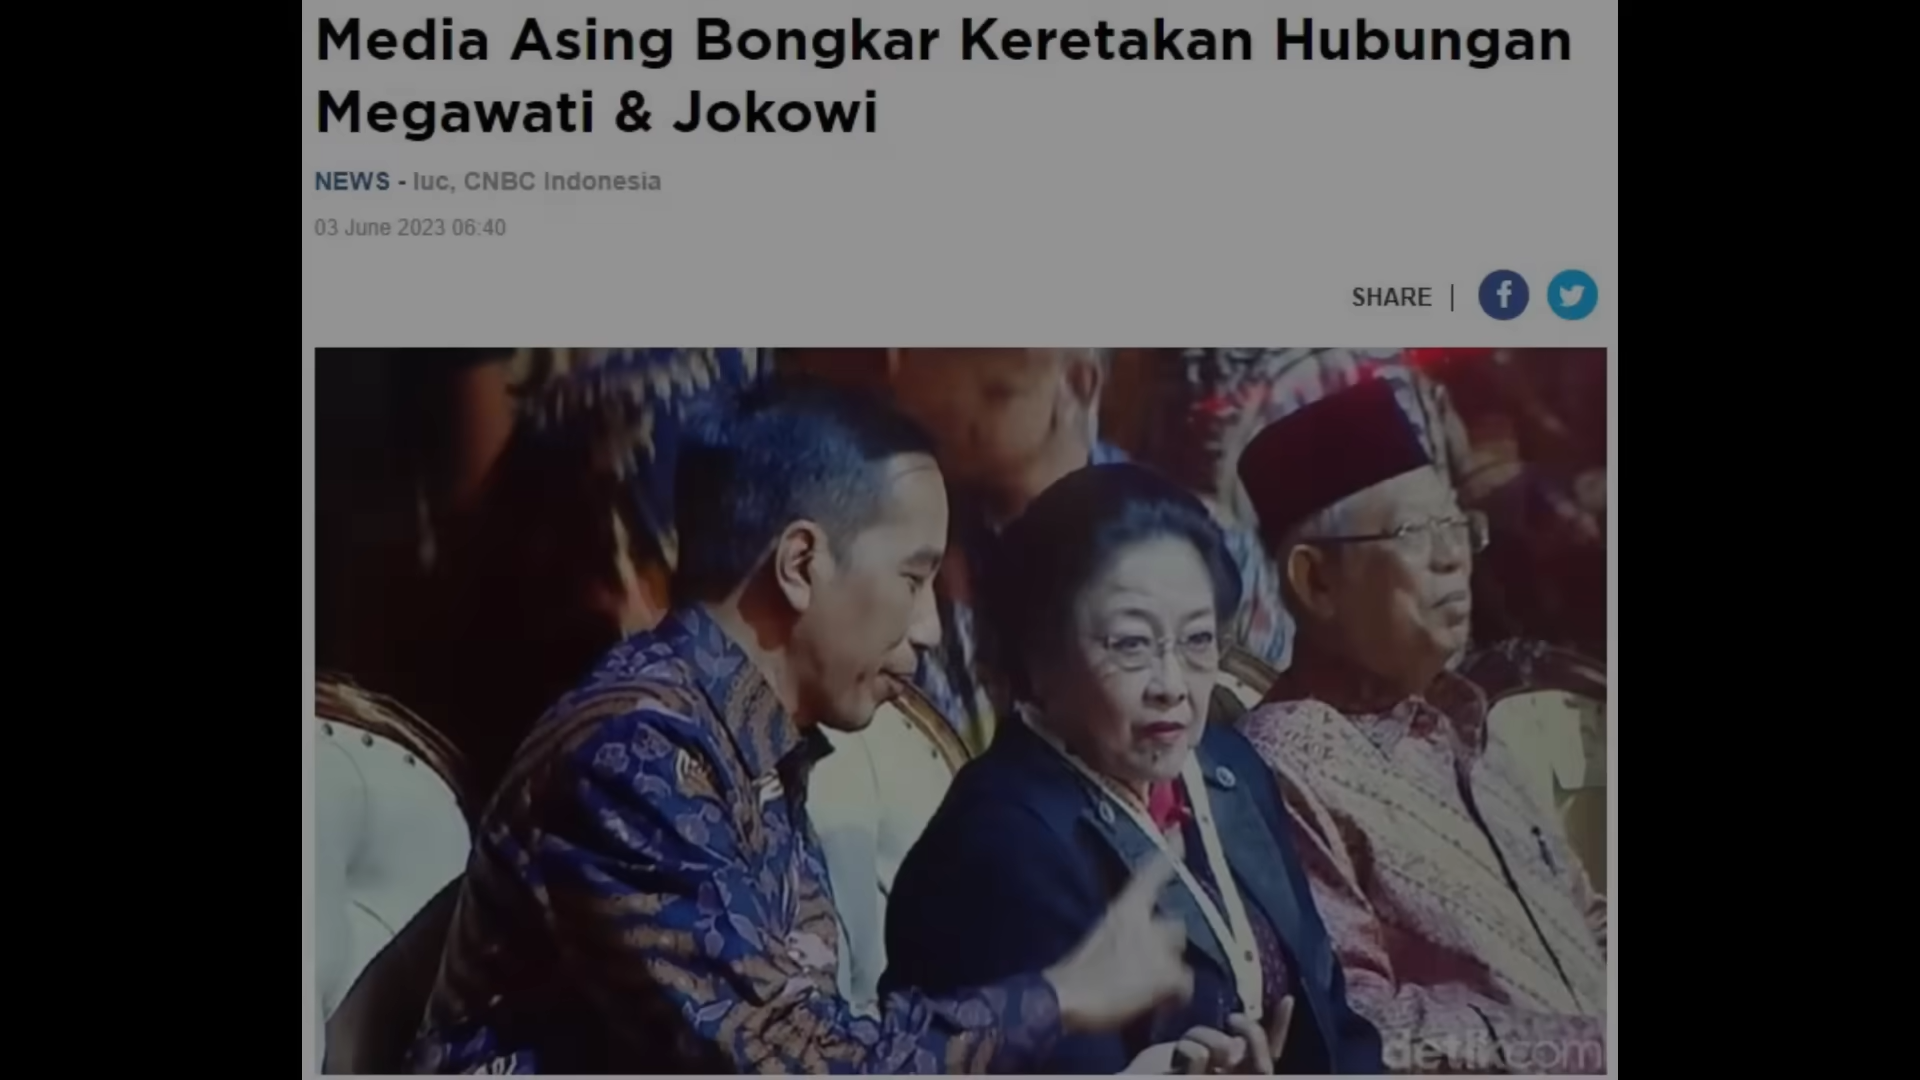 Media Asing Bongkar Keretakan Hubungan
Megawati & Jokowi
NEWS - luc, CNBC Indonesia
03 June 2023 06:40
SHARE |
detikcom